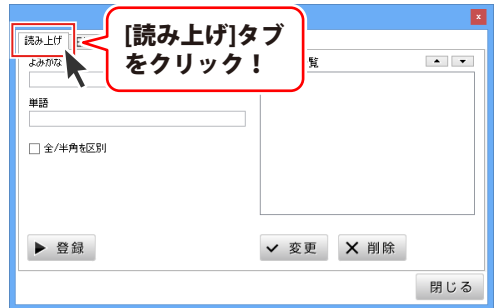 [読み上げ]タブ
をクリック！
読み上げ
よみがな
覧
単語
全/半角を区別
登録
変更
削除
閉じる